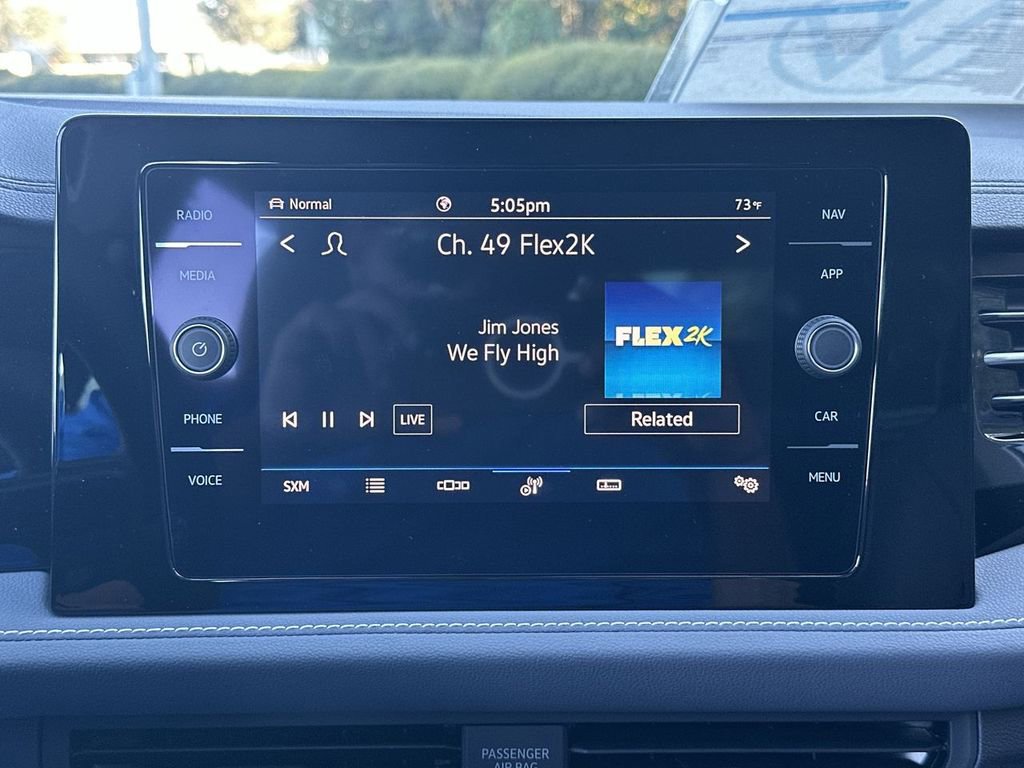 RADIO
MEDIA
PHONE
VOICE
Normal 5:05pm 73°F
< Ch. 49 Flex2K >
Jim Jones
We Fly High
FLEX2K
LIVE
Related
SXM
NAV
APP
CAR
MENU
PASSENGER
AIR BAG